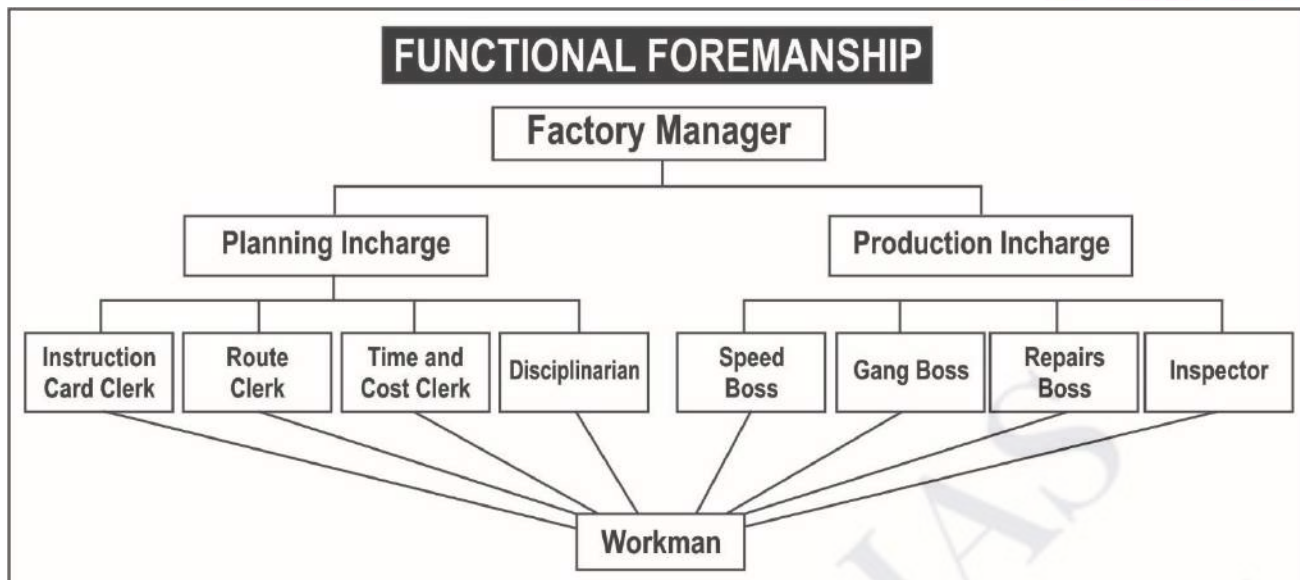 FUNCTIONAL FOREMANSHIP
Factory Manager
Planning Incharge
Production Incharge
Instruction
Card Clerk
Route
Clerk
Time and
Cost Clerk
Disciplinarian
Speed
Boss
Gang Boss
Repairs
Boss
Inspector
Workman